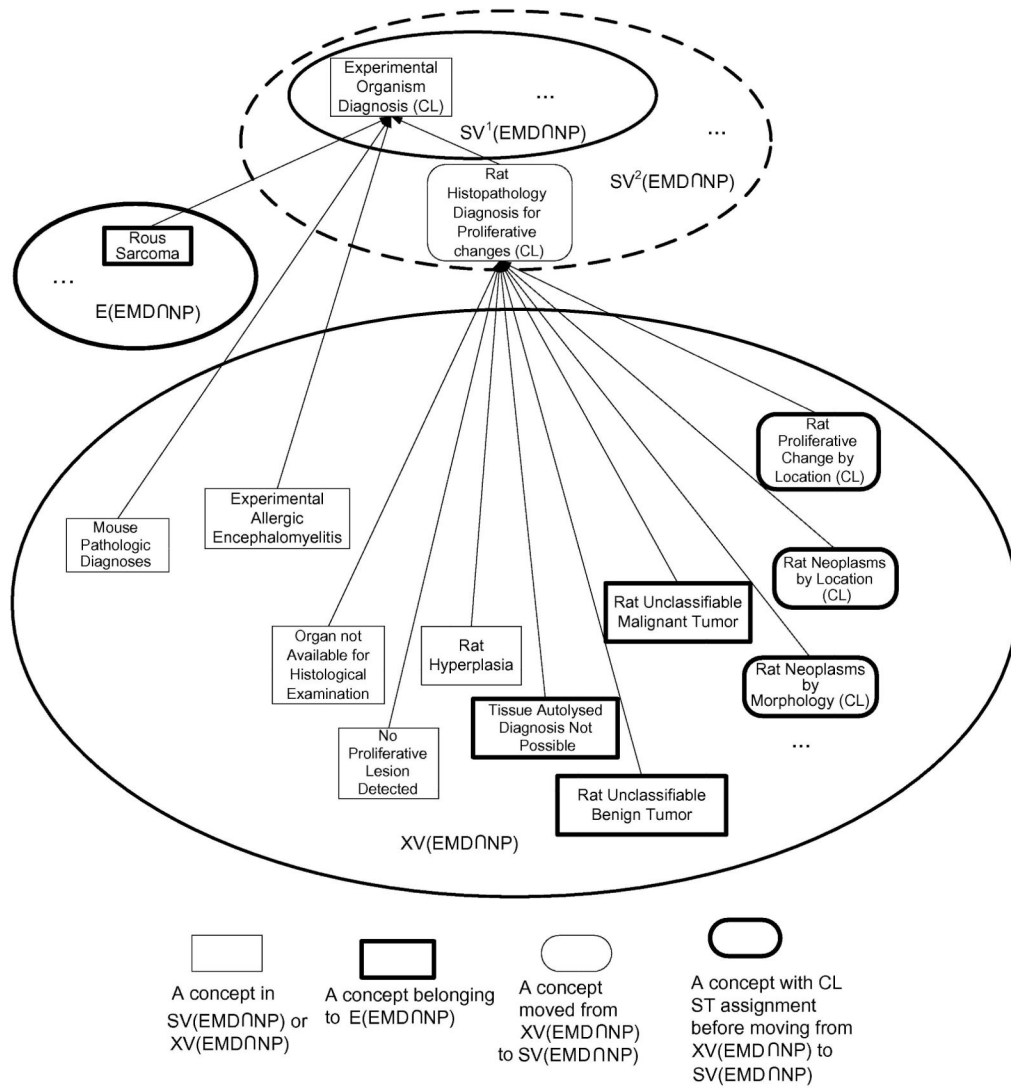 Experimental
Organism
Diagnosis (CL)
...
SV¹(EMD∩NP)
...
SV²(EMD∩NP)
Rat
Histopathology
Diagnosis for
Proliferative
changes (CL)
Rous
Sarcoma
...
E(EMD∩NP)
Rat
Proliferative
Change by
Location (CL)
Experimental
Allergic
Encephalomyelitis
Mouse
Pathologic
Diagnoses
Rat Neoplasms
by Location
(CL)
Rat Unclassifiable
Malignant Tumor
Organ not
Available for
Histological
Examination
Rat
Hyperplasia
Rat Neoplasms
by
Morphology (CL)
Tissue Autolysed
Diagnosis Not
Possible
No
Proliferative
Lesion
Detected
...
Rat Unclassifiable
Benign Tumor
XV(EMD∩NP)
A concept in
SV(EMD∩NP) or
XV(EMD∩NP)
A concept belonging
to E(EMD∩NP)
A concept
moved from
XV(EMD∩NP)
to SV(EMD∩NP)
A concept with CL
ST assignment
before moving from
XV(EMD∩NP) to
SV(EMD∩NP)